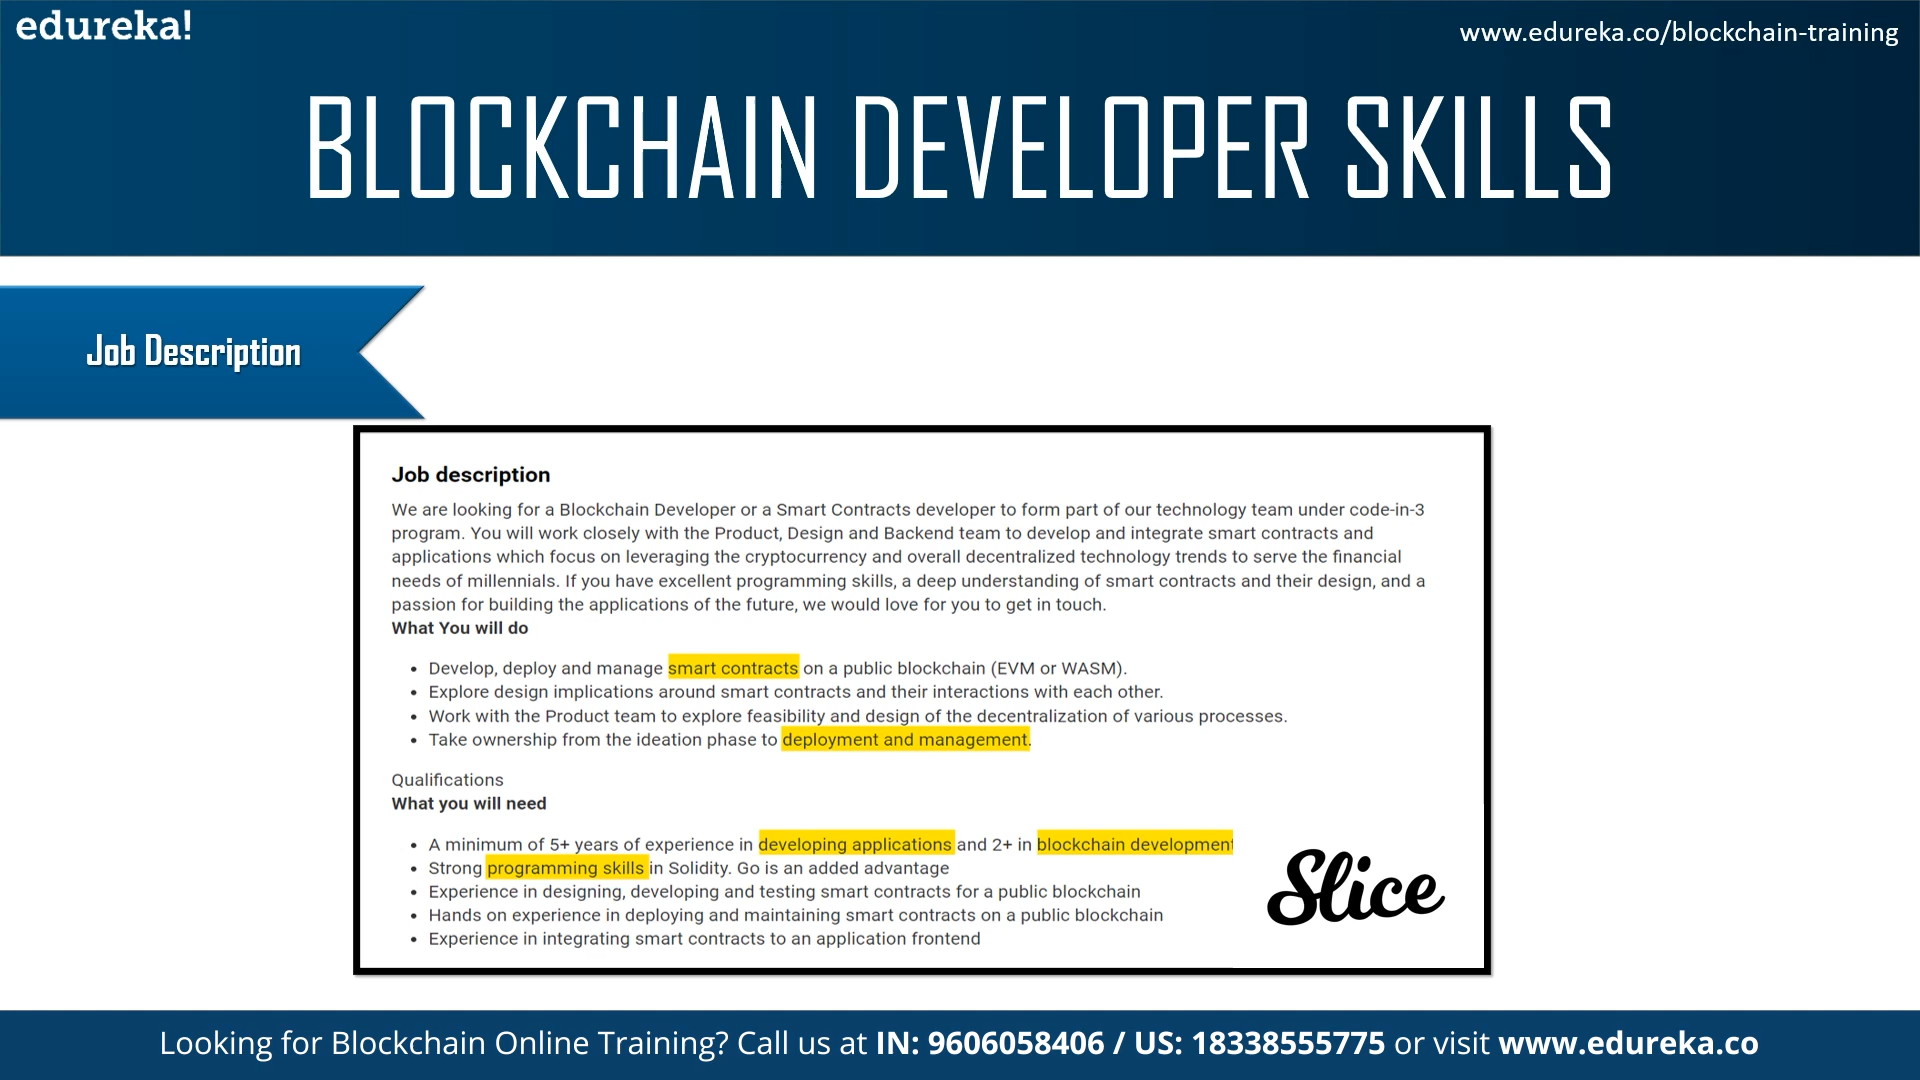 edureka!
www.edureka.co/blockchain-training
BLOCKCHAIN DEVELOPER SKILLS
Job Description
Job description
We are looking for a Blockchain Developer or a Smart Contracts developer to form part of our technology team under code-in-3
program. You will work closely with the Product, Design and Backend team to develop and integrate smart contracts and
applications which focus on leveraging the cryptocurrency and overall decentralized technology trends to serve the financial
needs of millennials. If you have excellent programming skills, a deep understanding of smart contracts and their design, and a
passion for building the applications of the future, we would love for you to get in touch.
What You will do
• Develop, deploy and manage smart contracts on a public blockchain (EVM or WASM).
• Explore design implications around smart contracts and their interactions with each other.
• Work with the Product team to explore feasibility and design of the decentralization of various processes.
• Take ownership from the ideation phase to deployment and management.
Qualifications
What you will need
• A minimum of 5+ years of experience in developing applications and 2+ in blockchain development
• Strong programming skills in Solidity. Go is an added advantage
• Experience in designing, developing and testing smart contracts for a public blockchain
• Hands on experience in deploying and maintaining smart contracts on a public blockchain
• Experience in integrating smart contracts to an application frontend
Slice
Looking for Blockchain Online Training? Call us at IN: 9606058406 / US: 18338555775 or visit www.edureka.co